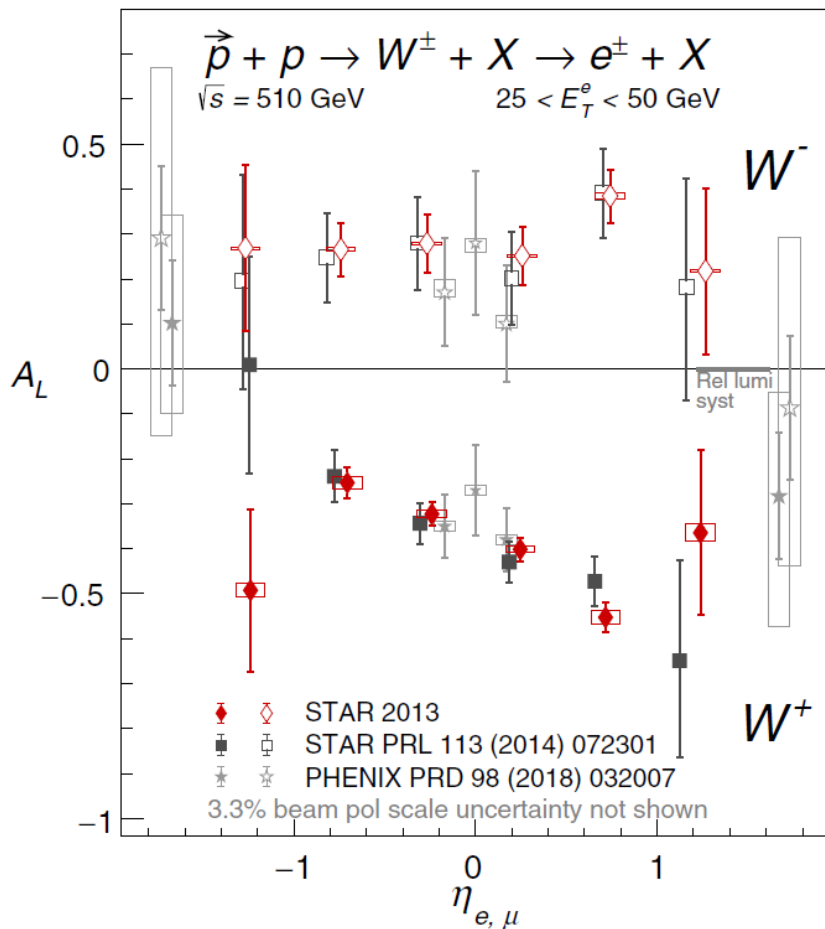 p⃗ + p → W± + X → e± + X
√s = 510 GeV 25 < E_T^e < 50 GeV
0.5
W⁻
A_L
0
Rel lumi
syst
−0.5
STAR 2013
W⁺
STAR PRL 113 (2014) 072301
PHENIX PRD 98 (2018) 032007
3.3% beam pol scale uncertainty not shown
−1
−1 0 1
η_e, μ